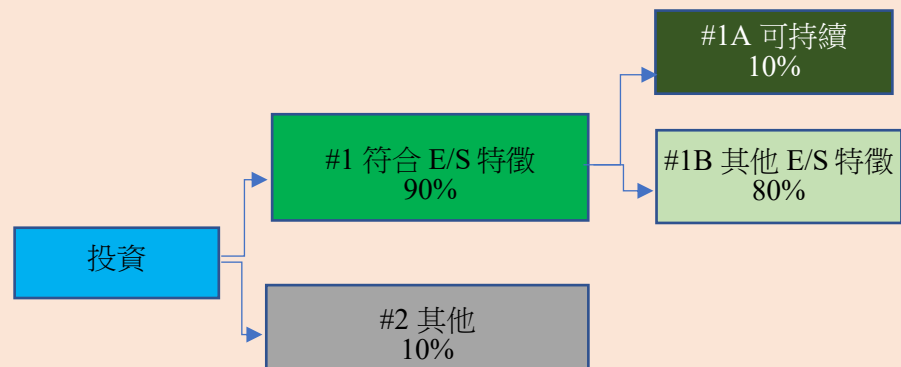 #1A 可持續
10%
#1 符合 E/S 特徵
90%
#1B 其他 E/S 特徵
80%
投資
#2 其他
10%